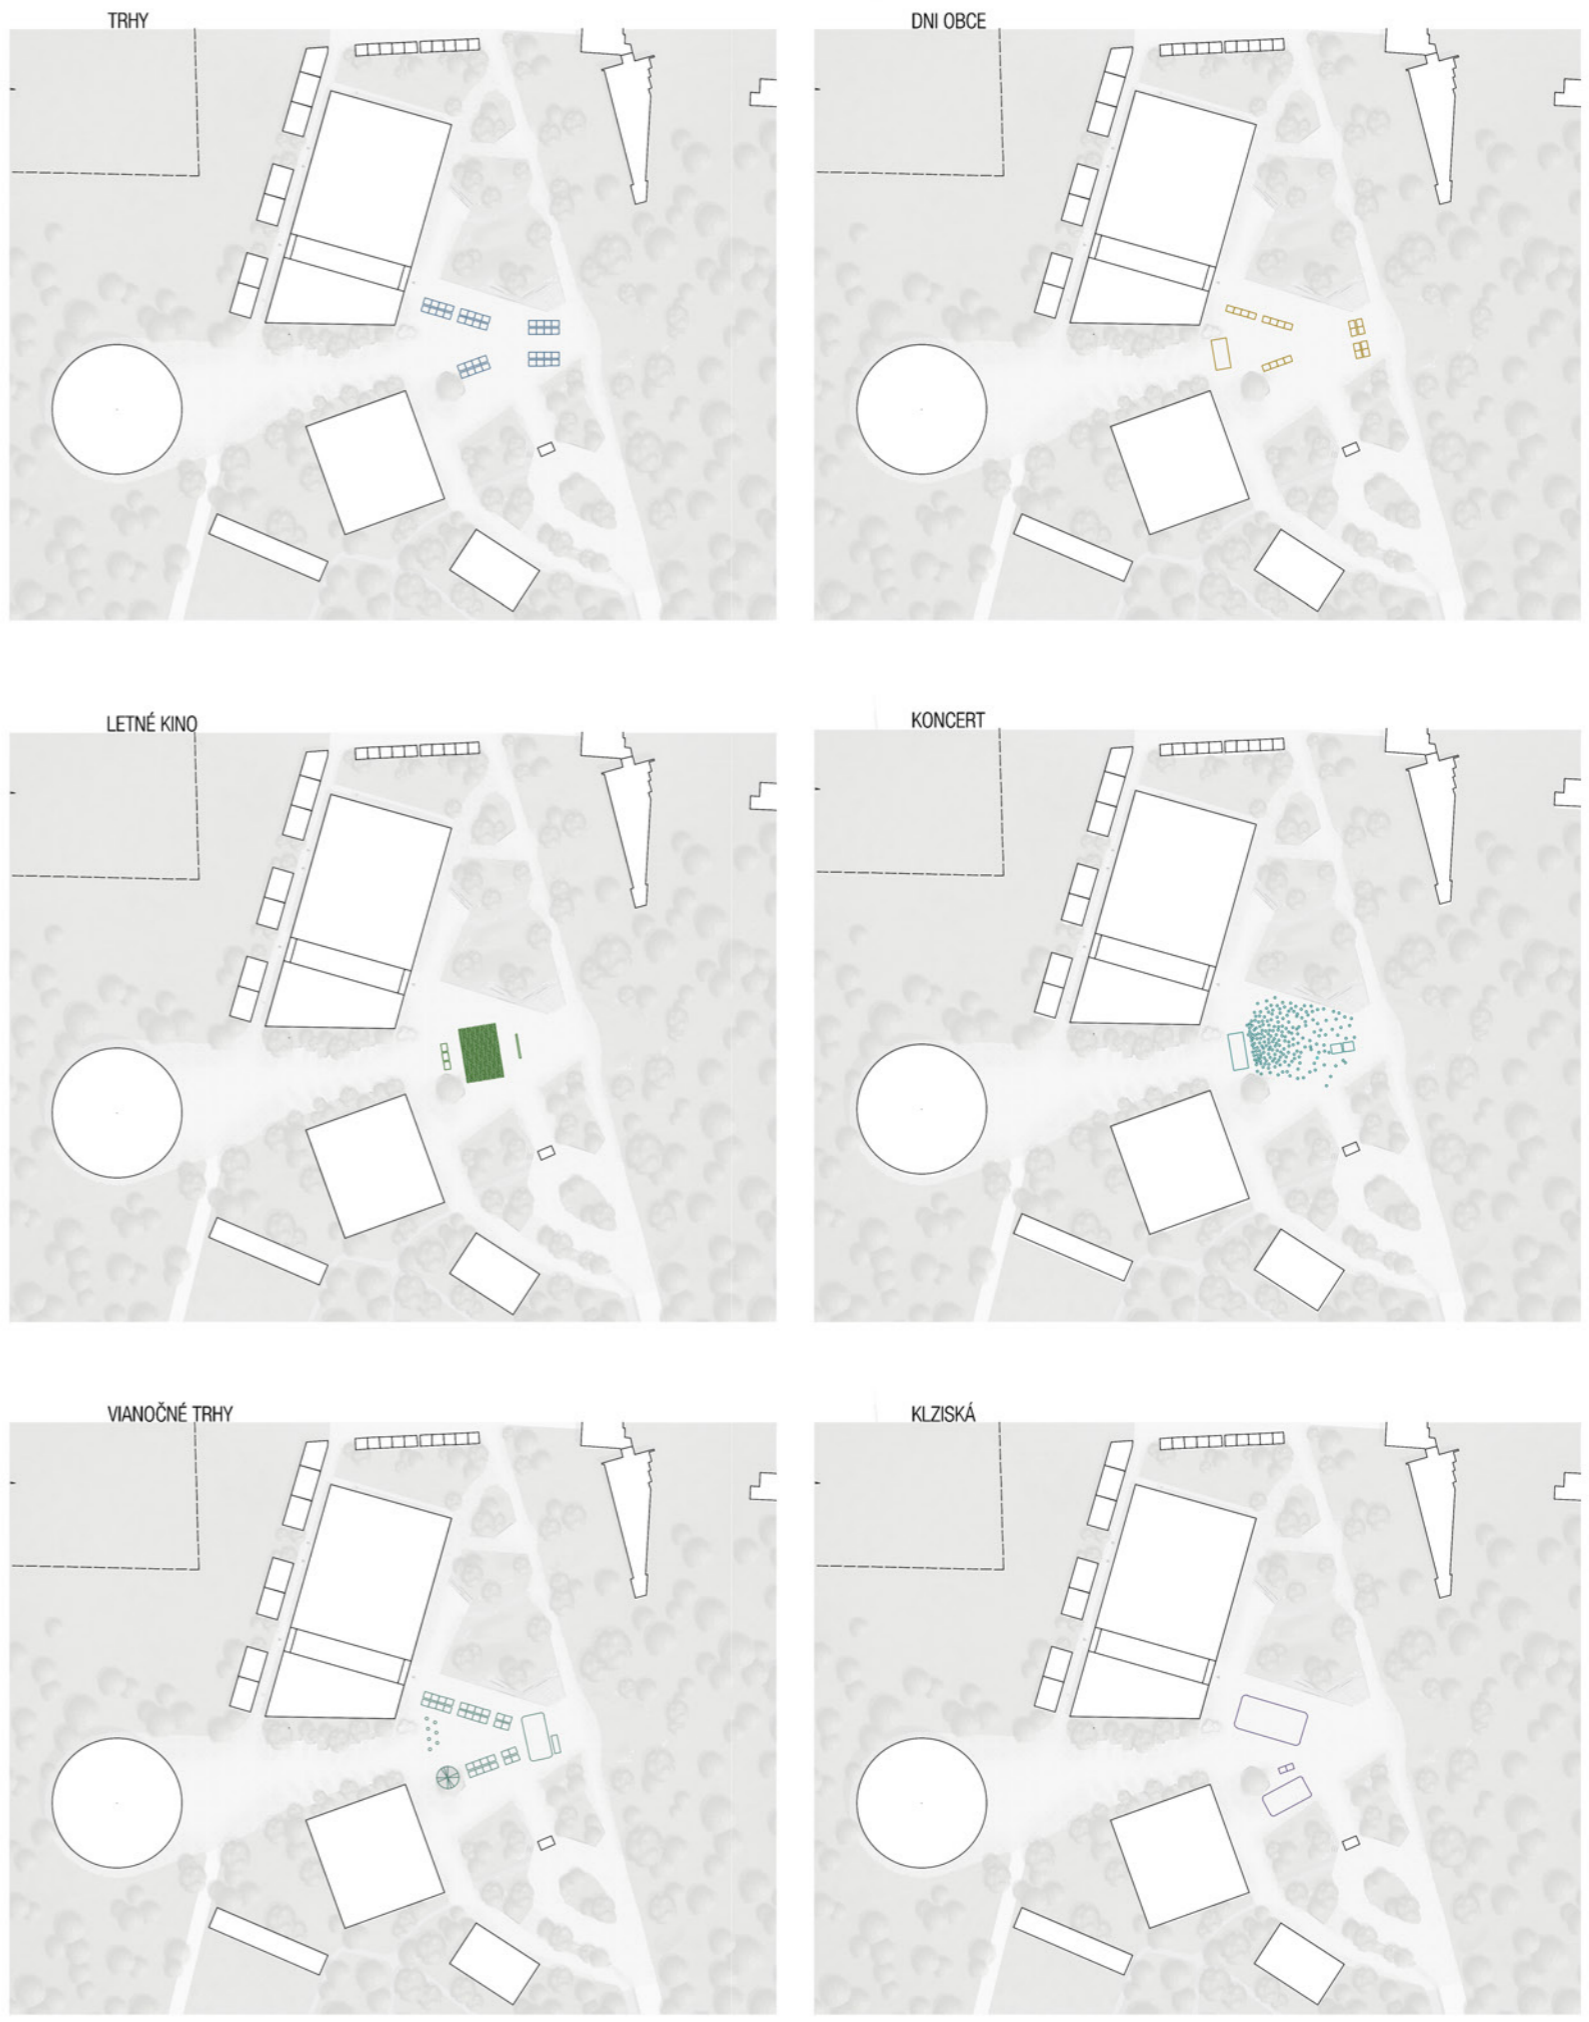 TRHY
DNI OBCE
LETNÉ KINO
KONCERT
VIANOČNÉ TRHY
KLZISKÁ